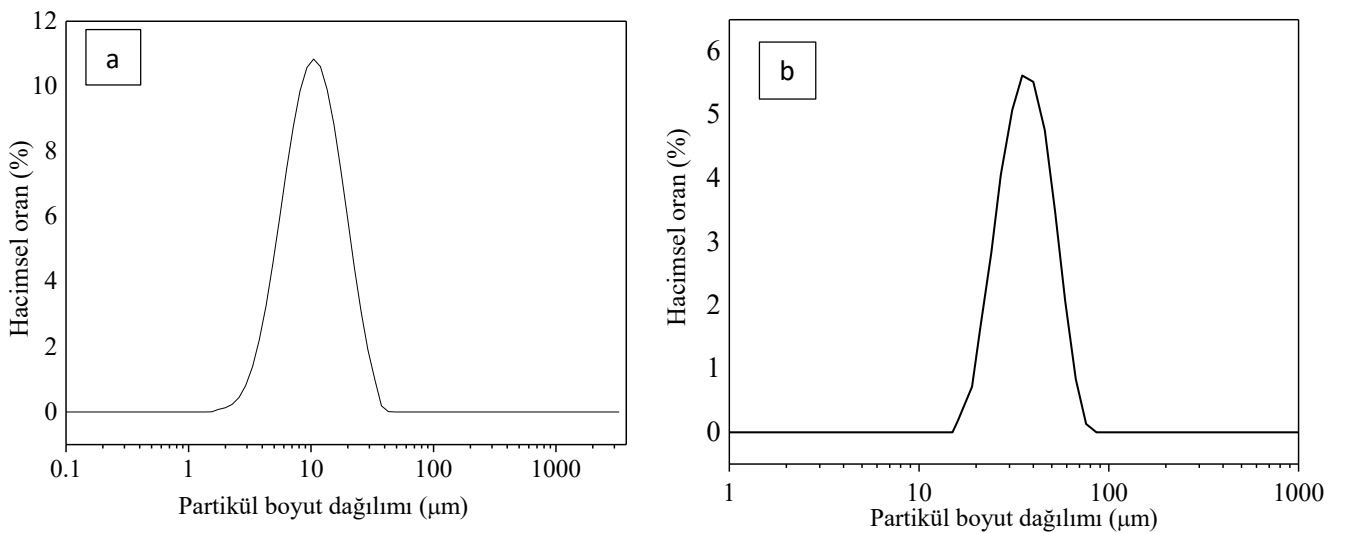 a
Hacimsel oran (%)
12
10
8
6
4
2
0
0.1 1 10 100 1000
Partikül boyut dağılımı (μm)
b
Hacimsel oran (%)
6
5
4
3
2
1
0
1 10 100 1000
Partikül boyut dağılımı (μm)